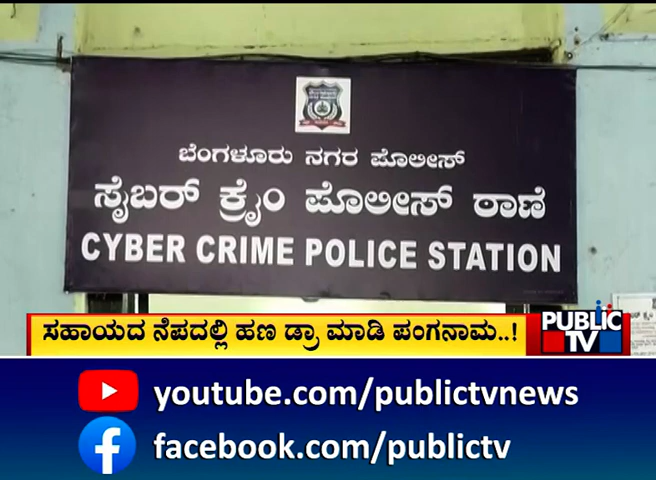 ಬೆಂಗಳೂರು ನಗರ ಪೊಲೀಸ್
ಸೈಬರ್ ಕ್ರೈಂ ಪೊಲೀಸ್ ಠಾಣೆ
CYBER CRIME POLICE STATION
ಸಹಾಯದ ನೆಪದಲ್ಲಿ ಹಣ ಡ್ರಾ ಮಾಡಿ ಪಂಗನಾಮ..!
PUBLIC
TV
youtube.com/publictvnews
facebook.com/publictv